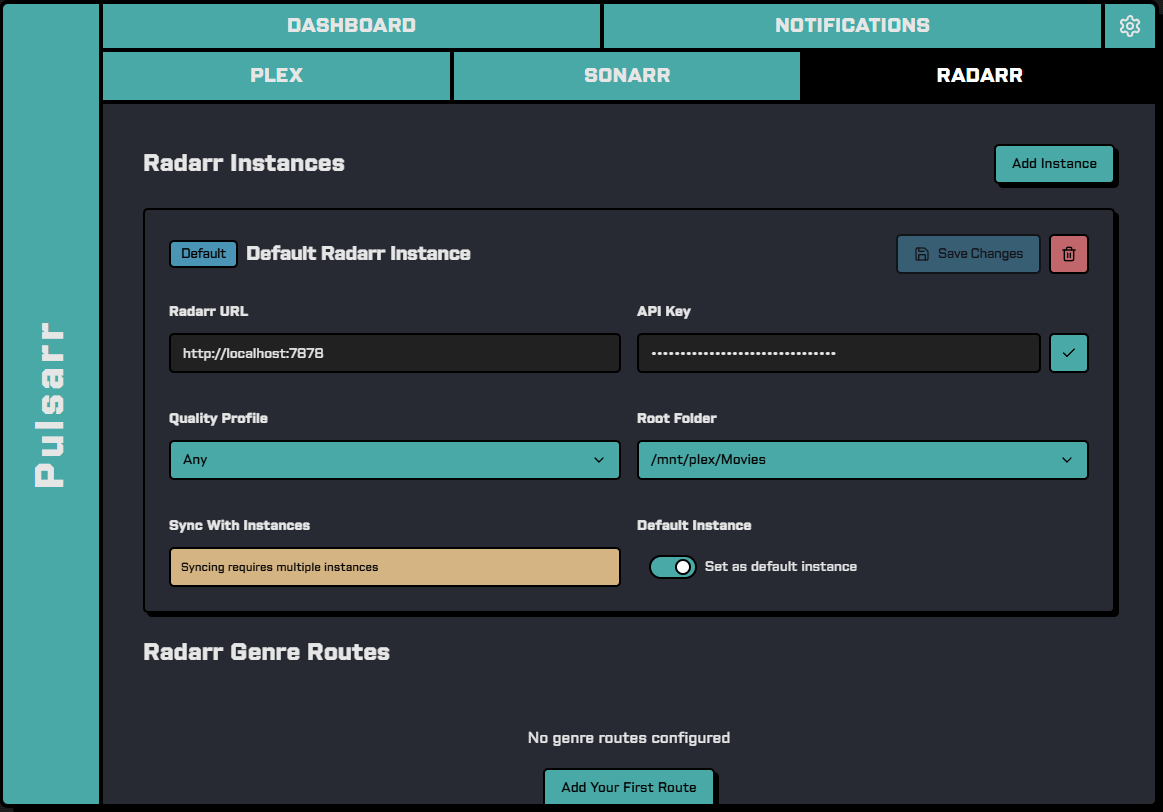 Pulsarr
DASHBOARD
NOTIFICATIONS
PLEX
SONARR
RADARR
Radarr Instances
Add Instance
Default
Default Radarr Instance
Save Changes
Radarr URL
API Key
http://localhost:7878
••••••••••••••••••••••••••••••••
Quality Profile
Root Folder
Any
/mnt/plex/Movies
Sync With Instances
Default Instance
Syncing requires multiple instances
Set as default instance
Radarr Genre Routes
No genre routes configured
Add Your First Route